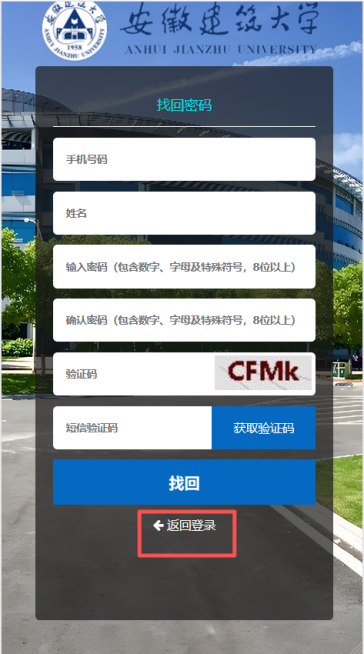 安徽建筑大学
1958
ANHUI JIANZHU UNIVERSITY
找回密码
手机号码
姓名
输入密码（包含数字、字母及特殊符号，8位以上）
确认密码（包含数字、字母及特殊符号，8位以上）
验证码
CFMk
短信验证码
获取验证码
找回
返回登录